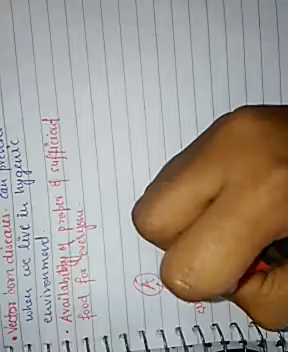 • Vector born diseases. can prevent
when we live in hygenic
environment.
• Availability of proper & sufficient
food for everyone
A